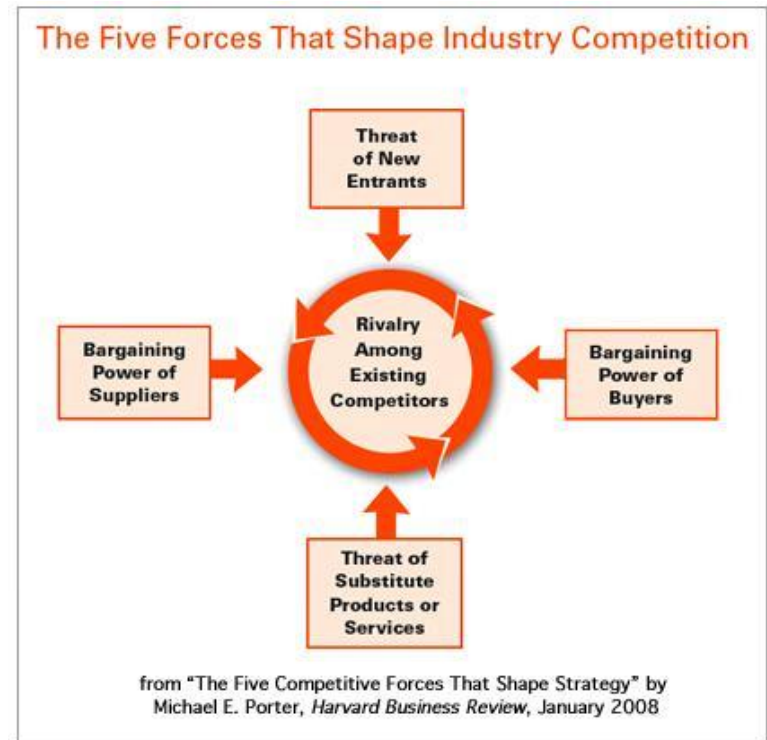 The Five Forces That Shape Industry Competition
Threat
of New
Entrants
Bargaining
Power of
Suppliers
Rivalry
Among
Existing
Competitors
Bargaining
Power of
Buyers
Threat of
Substitute
Products or
Services
from “The Five Competitive Forces That Shape Strategy” by
Michael E. Porter, Harvard Business Review, January 2008